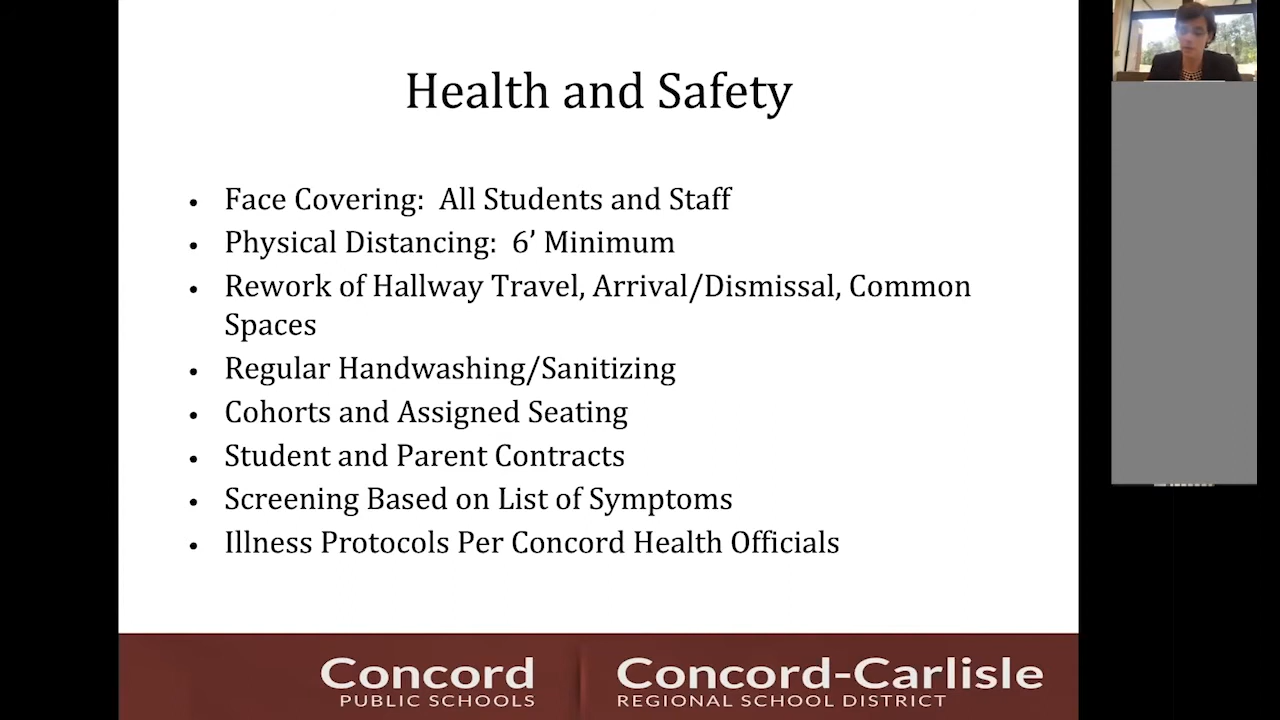 Health and Safety
• Face Covering: All Students and Staff
• Physical Distancing: 6’ Minimum
• Rework of Hallway Travel, Arrival/Dismissal, Common
Spaces
• Regular Handwashing/Sanitizing
• Cohorts and Assigned Seating
• Student and Parent Contracts
• Screening Based on List of Symptoms
• Illness Protocols Per Concord Health Officials
Concord
PUBLIC SCHOOLS
Concord-Carlisle
REGIONAL SCHOOL DISTRICT